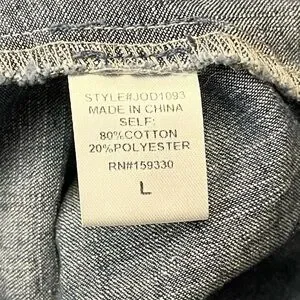 STYLE#JOD1093
MADE IN CHINA
SELF:
80%COTTON
20%POLYESTER
RN#159330
L